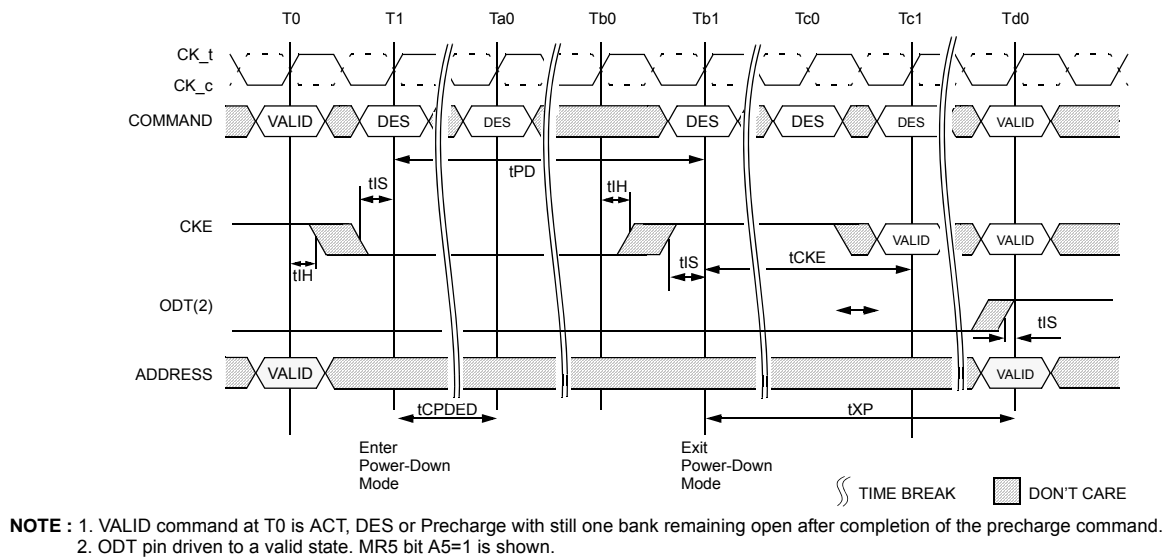 T0 T1 Ta0 Tb0 Tb1 Tc0 Tc1 Td0
CK_t
CK_c
COMMAND VALID DES DES DES DES DES VALID
tPD
tIS tIH
CKE VALID VALID
tIH tIS tCKE
ODT(2)
tIS
ADDRESS VALID VALID
tCPDED tXP
Enter
Power-Down
Mode
Exit
Power-Down
Mode
TIME BREAK DON'T CARE
NOTE : 1. VALID command at T0 is ACT, DES or Precharge with still one bank remaining open after completion of the precharge command.
2. ODT pin driven to a valid state. MR5 bit A5=1 is shown.